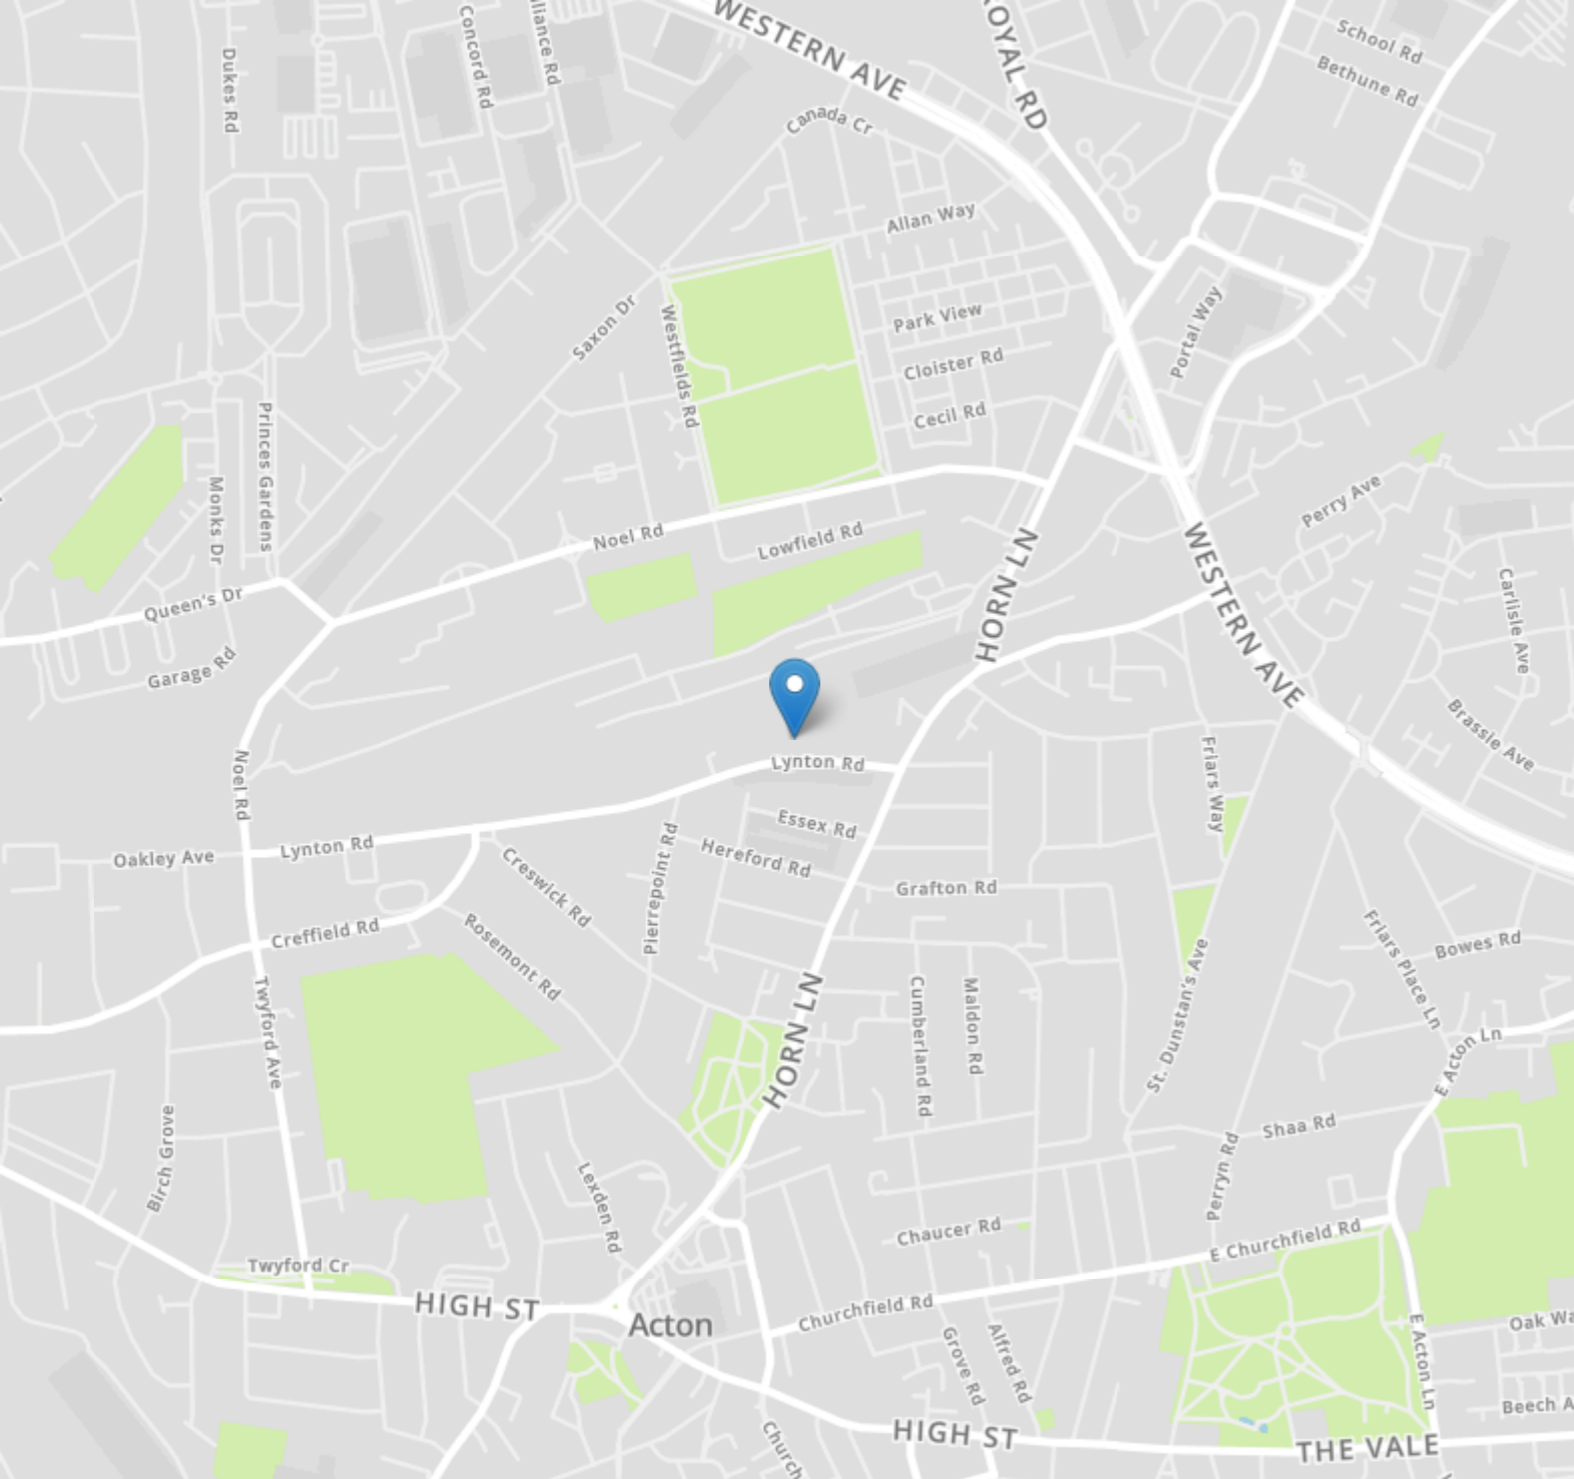 WESTERN AVE
ROYAL RD
School Rd
Bethune Rd
Concord Rd
lliance Rd
Dukes Rd
Canada Cr
Allan Way
Saxon Dr
Westfields Rd
Park View
Portal Way
Cloister Rd
Cecil Rd
Princes Gardens
Monks Dr
Perry Ave
Noel Rd
Lowfield Rd
HORN LN
WESTERN AVE
Carlisle Ave
Queen's Dr
Garage Rd
Brassie Ave
Noel Rd
Lynton Rd
Friars Way
Essex Rd
Hereford Rd
Oakley Ave
Lynton Rd
Pierrepoint Rd
Creswick Rd
Grafton Rd
Creffield Rd
Rosemont Rd
Friars Place Ln
Bowes Rd
Twyford Ave
HORN LN
Cumberland Rd
Maldon Rd
St. Dunstan's Ave
E Acton Ln
Shaa Rd
Birch Grove
Perryn Rd
Lexden Rd
Chaucer Rd
E Churchfield Rd
Twyford Cr
HIGH ST
Acton
Churchfield Rd
Grove Rd
Alfred Rd
E Acton Ln
Oak Wa
Beech A
HIGH ST
Church
THE VALE